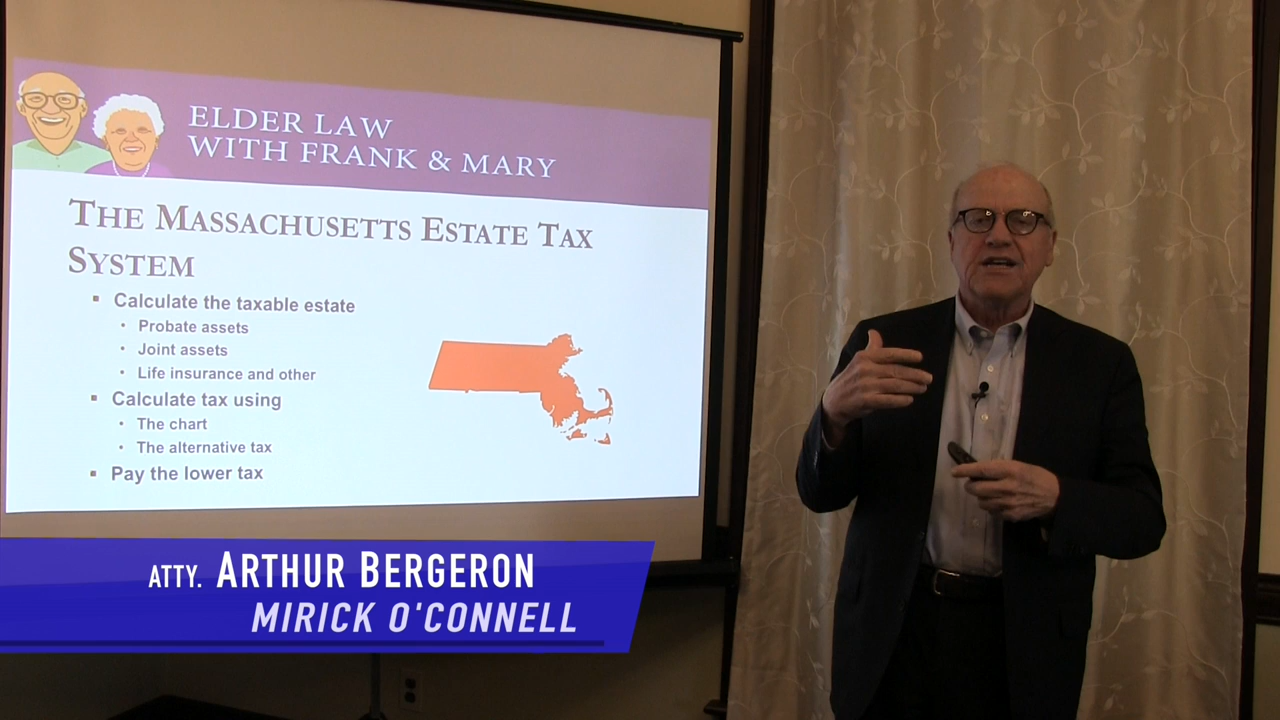 ELDER LAW
WITH FRANK & MARY
THE MASSACHUSETTS ESTATE TAX
SYSTEM
▪ Calculate the taxable estate
• Probate assets
• Joint assets
• Life insurance and other
▪ Calculate tax using
• The chart
• The alternative tax
▪ Pay the lower tax
ATTY. ARTHUR BERGERON
MIRICK O'CONNELL